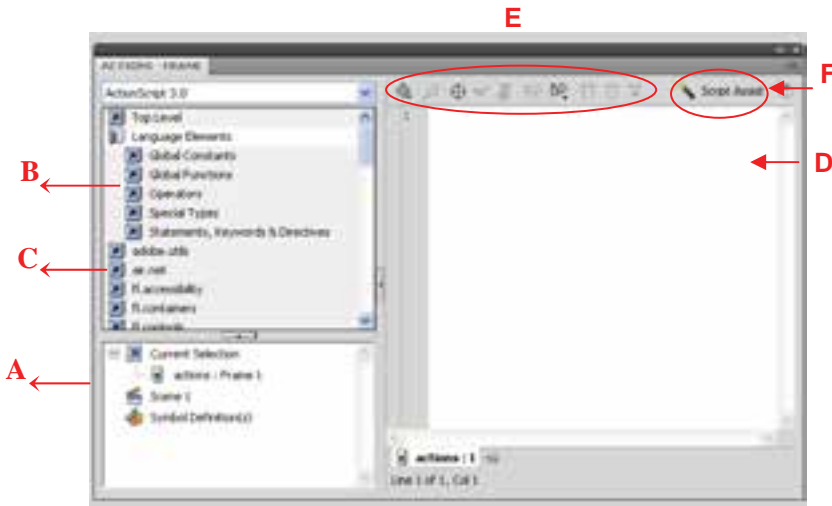 E
ACTIONS - FRAME
F
ActionScript 3.0
Script Assist
Top Level
1
Language Elements
Global Constants
D
B
Global Functions
Operators
Special Types
Statements, Keywords & Directives
adobe.utils
C
air.net
fl.accessibility
fl.containers
fl.controls
Current Selection
A
actions : Frame 1
Scene 1
Symbol Definition(s)
actions : 1
Line 1 of 1, Col 1